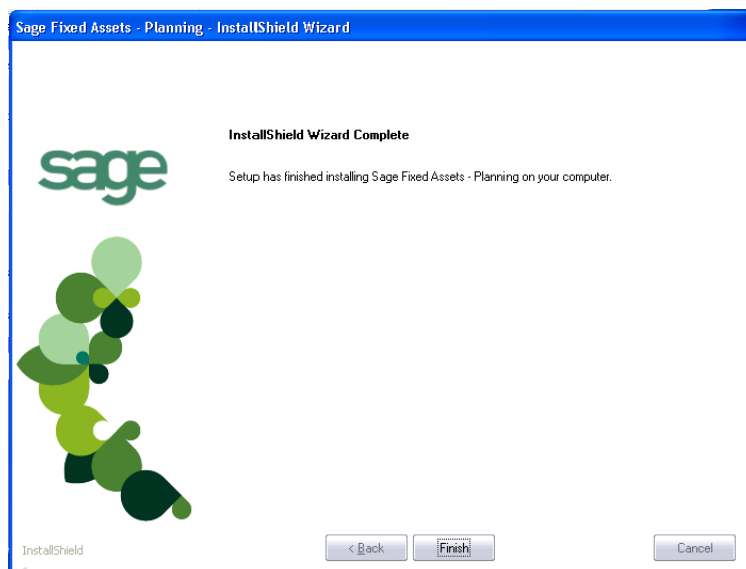 Sage Fixed Assets - Planning - InstallShield Wizard
InstallShield Wizard Complete
sage
Setup has finished installing Sage Fixed Assets - Planning on your computer.
InstallShield
< Back
Finish
Cancel